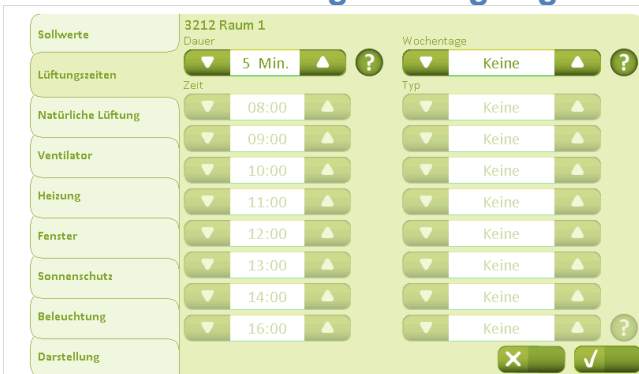 Sollwerte
Lüftungszeiten
Natürliche Lüftung
Ventilator
Heizung
Fenster
Sonnenschutz
Beleuchtung
Darstellung
3212 Raum 1
Dauer Wochentage
5 Min. ? Keine ?
Zeit Typ
08:00 Keine
09:00 Keine
10:00 Keine
11:00 Keine
12:00 Keine
13:00 Keine
14:00 Keine
16:00 Keine ?